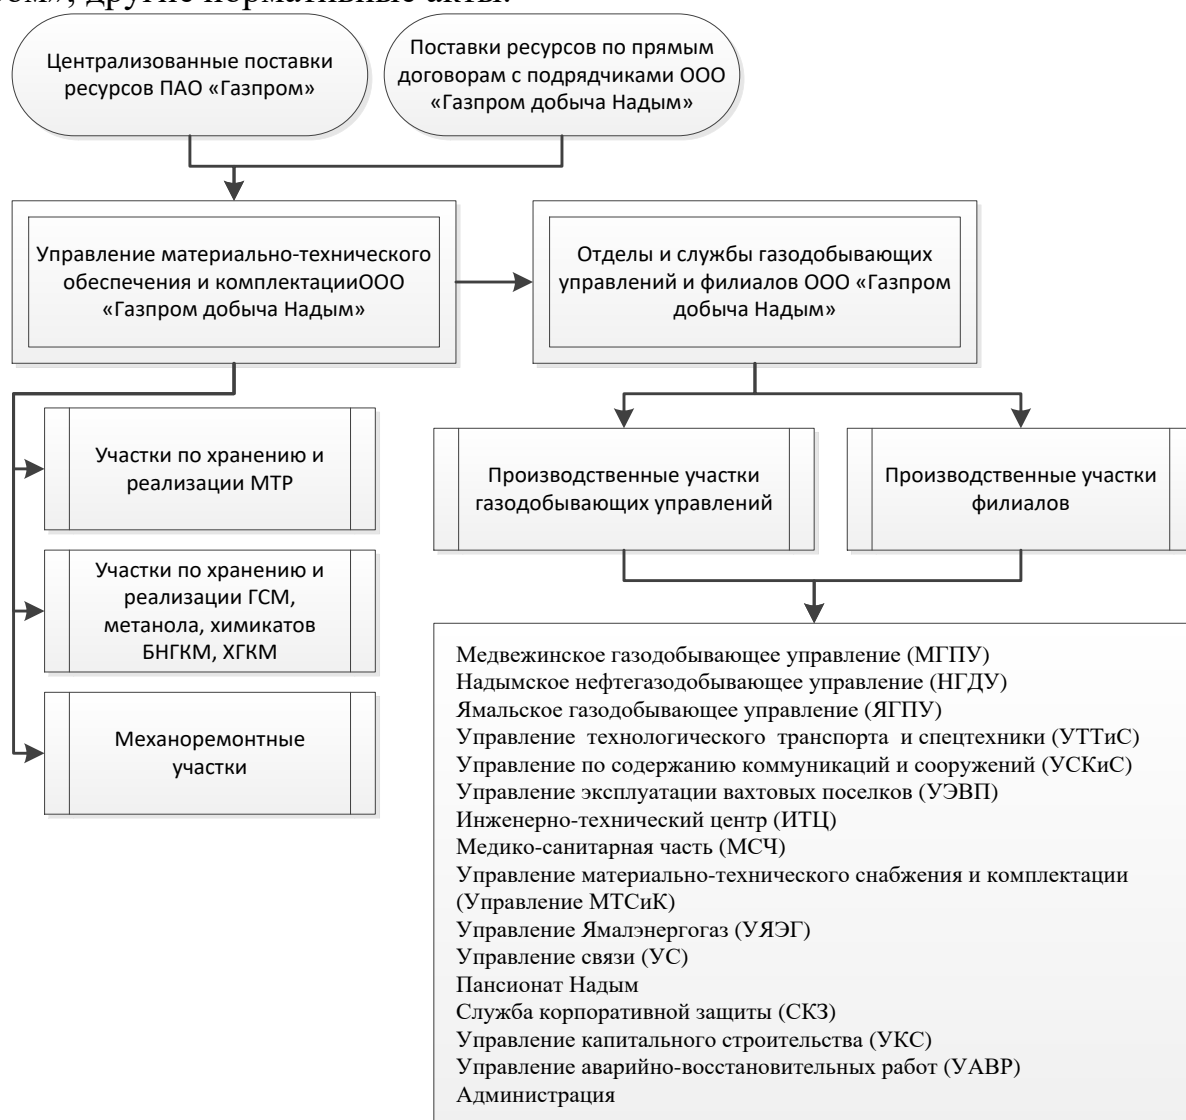 другие нормативные акты.
Централизованные поставки
ресурсов ПАО «Газпром»
Поставки ресурсов по прямым
договорам с подрядчиками ООО
«Газпром добыча Надым»
Управление материально-технического
обеспечения и комплектацииООО
«Газпром добыча Надым»
Отделы и службы газодобывающих
управлений и филиалов ООО «Газпром
добыча Надым»
Участки по хранению и
реализации МТР
Участки по хранению и
реализации ГСМ,
метанола, химикатов
БНГКМ, ХГКМ
Механоремонтные
участки
Производственные участки
газодобывающих управлений
Производственные участки
филиалов
Медвежинское газодобывающее управление (МГПУ)
Надымское нефтегазодобывающее управление (НГДУ)
Ямальское газодобывающее управление (ЯГПУ)
Управление технологического транспорта и спецтехники (УТТиС)
Управление по содержанию коммуникаций и сооружений (УСКиС)
Управление эксплуатации вахтовых поселков (УЭВП)
Инженерно-технический центр (ИТЦ)
Медико-санитарная часть (МСЧ)
Управление материально-технического снабжения и комплектации
(Управление МТСиК)
Управление Ямалэнергогаз (УЯЭГ)
Управление связи (УС)
Пансионат Надым
Служба корпоративной защиты (СКЗ)
Управление капитального строительства (УКС)
Управление аварийно-восстановительных работ (УАВР)
Администрация